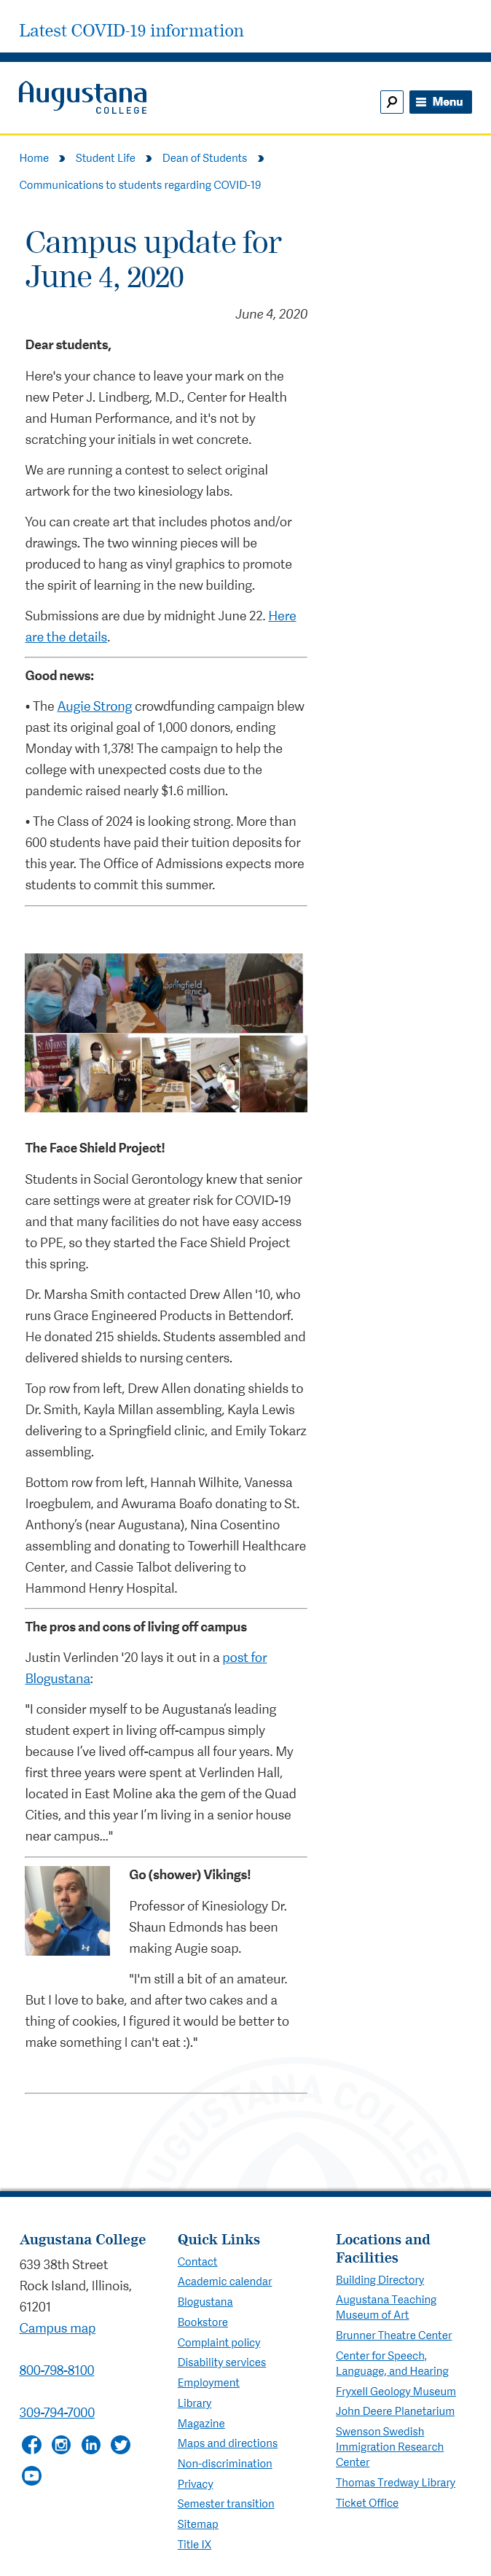 Latest COVID-19 information
Augustana
COLLEGE
Menu
Home Student Life Dean of Students
Communications to students regarding COVID-19
Campus update for
June 4, 2020
June 4, 2020
Dear students,
Here's your chance to leave your mark on the
new Peter J. Lindberg, M.D., Center for Health
and Human Performance, and it's not by
scratching your initials in wet concrete.
We are running a contest to select original
artwork for the two kinesiology labs.
You can create art that includes photos and/or
drawings. The two winning pieces will be
produced to hang as vinyl graphics to promote
the spirit of learning in the new building.
Submissions are due by midnight June 22. Here
are the details.
Good news:
• The Augie Strong crowdfunding campaign blew
past its original goal of 1,000 donors, ending
Monday with 1,378! The campaign to help the
college with unexpected costs due to the
pandemic raised nearly $1.6 million.
• The Class of 2024 is looking strong. More than
600 students have paid their tuition deposits for
this year. The Office of Admissions expects more
students to commit this summer.
Springfield
The Face Shield Project!
Students in Social Gerontology knew that senior
care settings were at greater risk for COVID-19
and that many facilities do not have easy access
to PPE, so they started the Face Shield Project
this spring.
Dr. Marsha Smith contacted Drew Allen '10, who
runs Grace Engineered Products in Bettendorf.
He donated 215 shields. Students assembled and
delivered shields to nursing centers.
Top row from left, Drew Allen donating shields to
Dr. Smith, Kayla Millan assembling, Kayla Lewis
delivering to a Springfield clinic, and Emily Tokarz
assembling.
Bottom row from left, Hannah Wilhite, Vanessa
Iroegbulem, and Awurama Boafo donating to St.
Anthony’s (near Augustana), Nina Cosentino
assembling and donating to Towerhill Healthcare
Center, and Cassie Talbot delivering to
Hammond Henry Hospital.
The pros and cons of living off campus
Justin Verlinden '20 lays it out in a post for
Blogustana:
"I consider myself to be Augustana’s leading
student expert in living off-campus simply
because I’ve lived off-campus all four years. My
first three years were spent at Verlinden Hall,
located in East Moline aka the gem of the Quad
Cities, and this year I’m living in a senior house
near campus..."
Go (shower) Vikings!
Professor of Kinesiology Dr.
Shaun Edmonds has been
making Augie soap.
"I'm still a bit of an amateur.
But I love to bake, and after two cakes and a
thing of cookies, I figured it would be better to
make something I can't eat :)."
AUGUSTANA COLLEGE
Augustana College
639 38th Street
Rock Island, Illinois,
61201
Campus map
800-798-8100
309-794-7000
Quick Links
Contact
Academic calendar
Blogustana
Bookstore
Complaint policy
Disability services
Employment
Library
Magazine
Maps and directions
Non-discrimination
Privacy
Semester transition
Sitemap
Title IX
Locations and
Facilities
Building Directory
Augustana Teaching
Museum of Art
Brunner Theatre Center
Center for Speech,
Language, and Hearing
Fryxell Geology Museum
John Deere Planetarium
Swenson Swedish
Immigration Research
Center
Thomas Tredway Library
Ticket Office